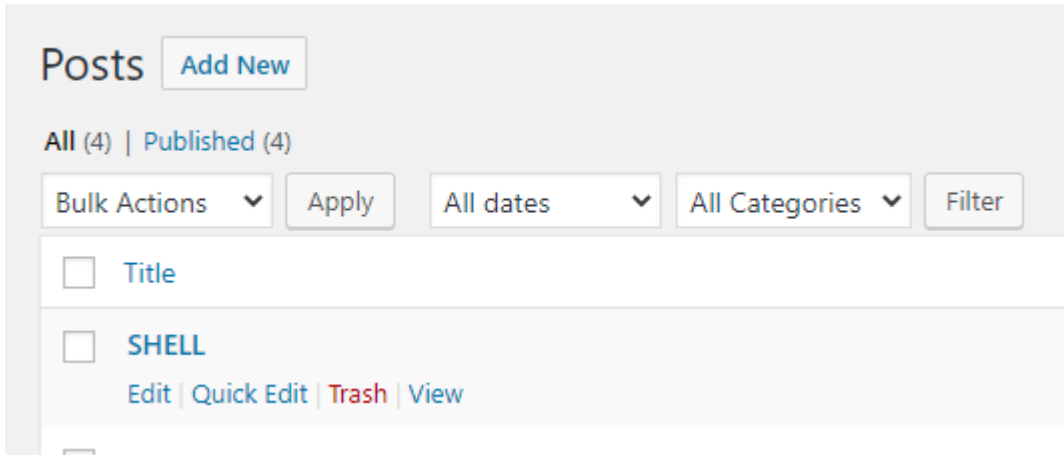 Posts Add New
All (4) | Published (4)
Bulk Actions Apply All dates All Categories Filter
Title
SHELL
Edit | Quick Edit | Trash | View